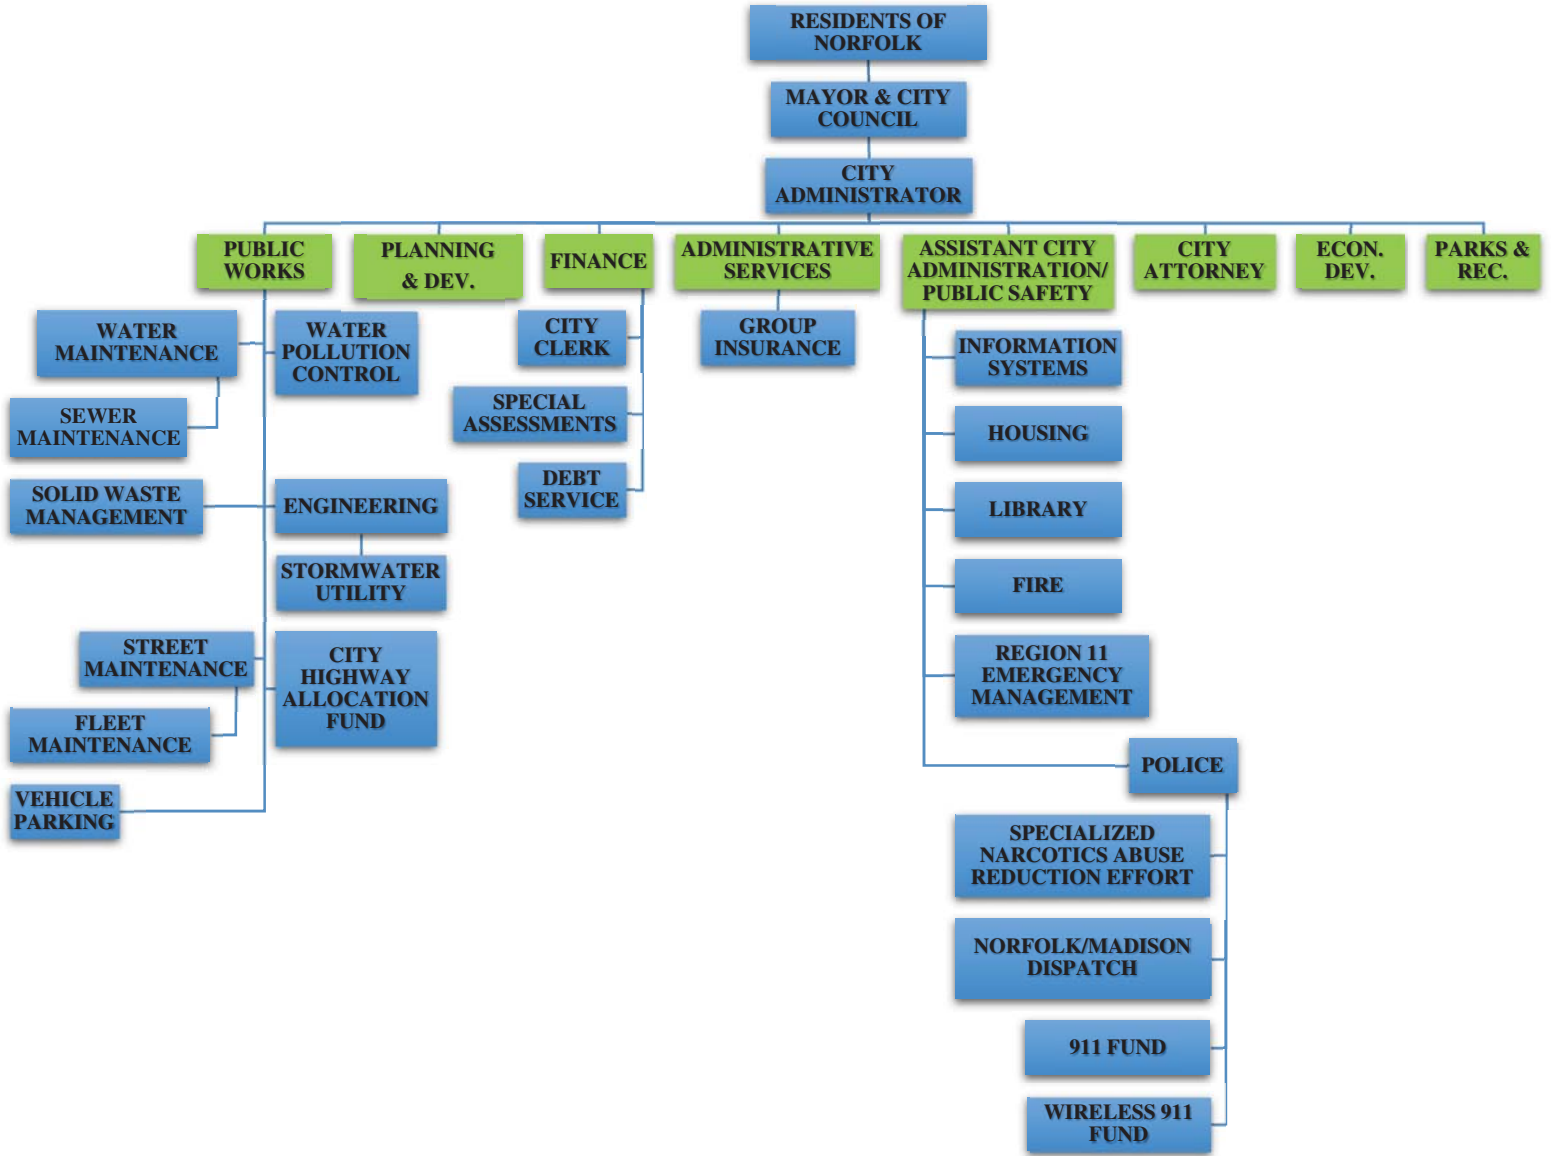 RESIDENTS OF
NORFOLK
MAYOR & CITY
COUNCIL
CITY
ADMINISTRATOR
PUBLIC
WORKS
PLANNING
& DEV.
FINANCE
ADMINISTRATIVE
SERVICES
ASSISTANT CITY
ADMINISTRATION/
PUBLIC SAFETY
CITY
ATTORNEY
ECON.
DEV.
PARKS &
REC.
WATER
MAINTENANCE
WATER
POLLUTION
CONTROL
SEWER
MAINTENANCE
SOLID WASTE
MANAGEMENT
ENGINEERING
STORMWATER
UTILITY
STREET
MAINTENANCE
CITY
HIGHWAY
ALLOCATION
FUND
FLEET
MAINTENANCE
VEHICLE
PARKING
CITY
CLERK
SPECIAL
ASSESSMENTS
DEBT
SERVICE
GROUP
INSURANCE
INFORMATION
SYSTEMS
HOUSING
LIBRARY
FIRE
REGION 11
EMERGENCY
MANAGEMENT
POLICE
SPECIALIZED
NARCOTICS ABUSE
REDUCTION EFFORT
NORFOLK/MADISON
DISPATCH
911 FUND
WIRELESS 911
FUND